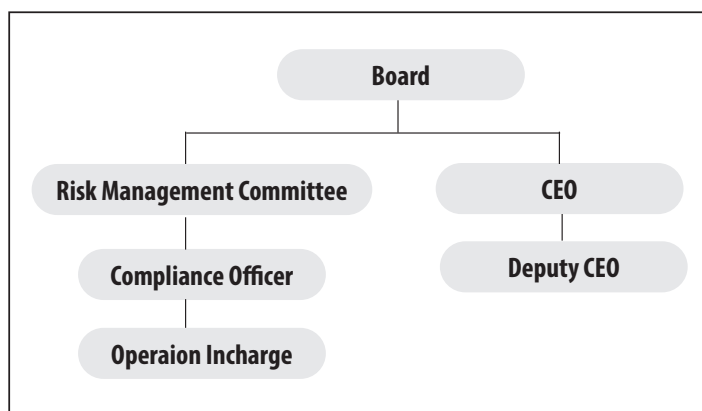 Board
Risk Management Committee
CEO
Compliance Officer
Deputy CEO
Operaion Incharge